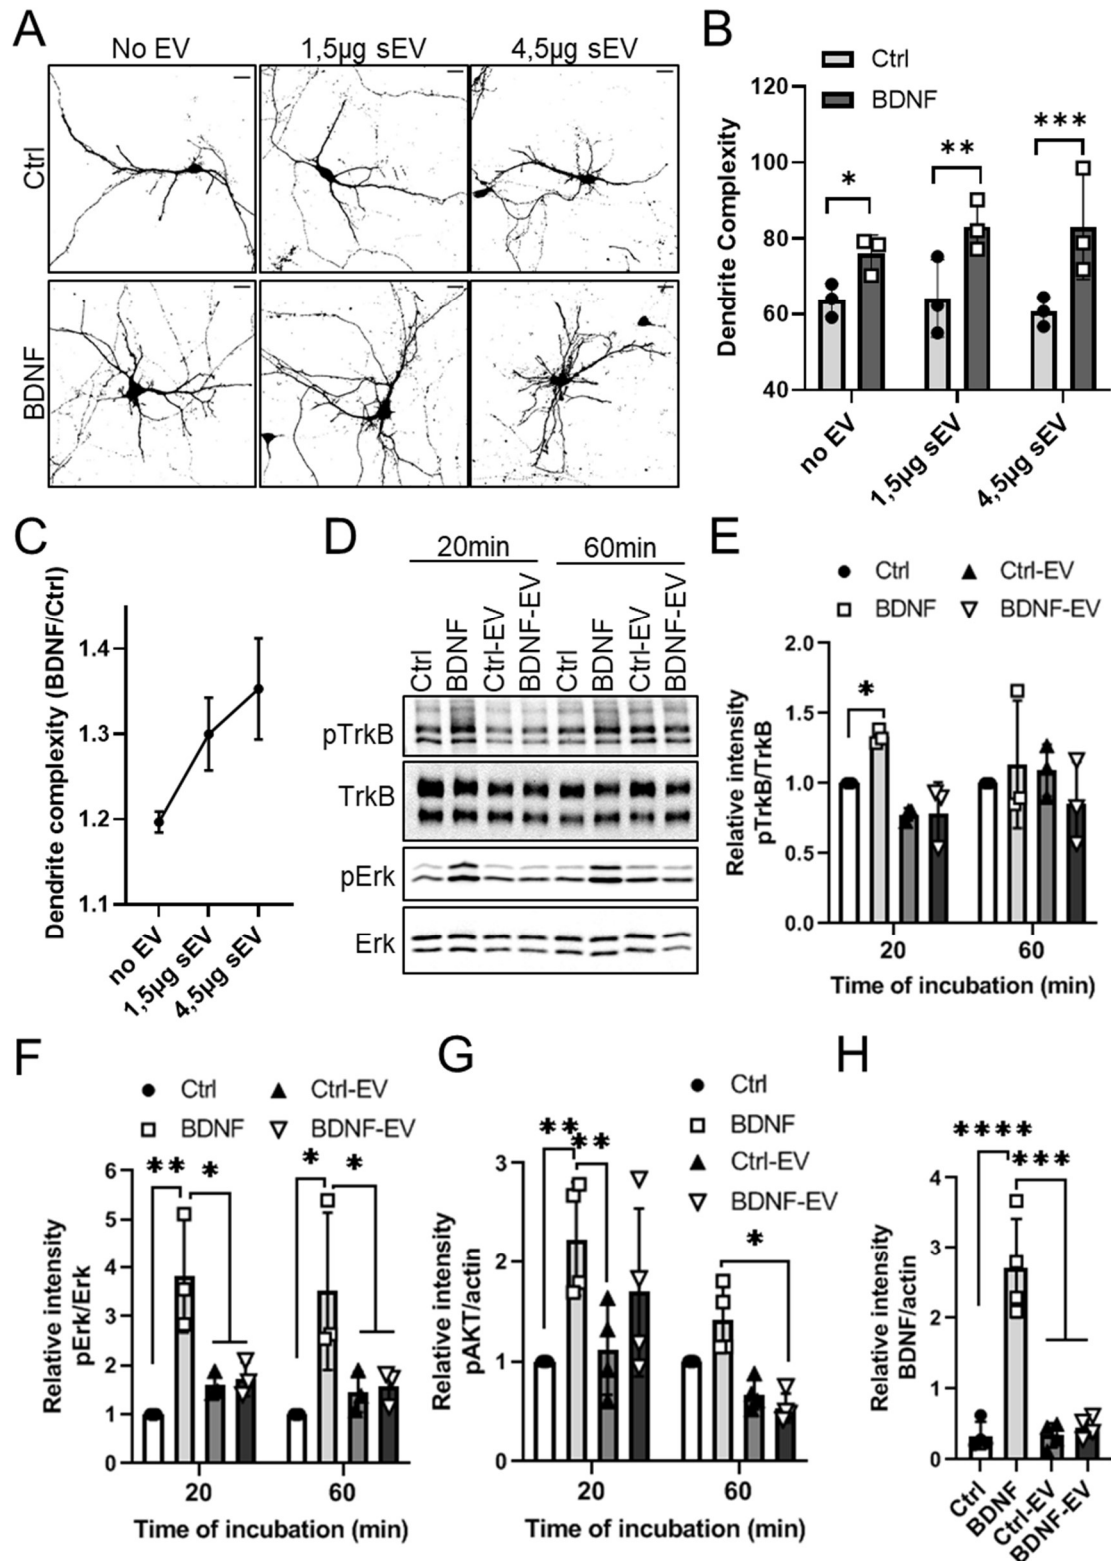 A
No EV
1,5µg sEV
4,5µg sEV
Ctrl
BDNF
B
Ctrl
BDNF
Dendrite Complexity
120
100
80
60
40
*
**
***
no EV
1,5µg sEV
4,5µg sEV
C
Dendrite complexity (BDNF/Ctrl)
1.4
1.3
1.2
1.1
no EV
1,5µg sEV
4,5µg sEV
D
20min
60min
Ctrl
BDNF
Ctrl-EV
BDNF-EV
Ctrl
BDNF
Ctrl-EV
BDNF-EV
pTrkB
TrkB
pErk
Erk
E
Ctrl
Ctrl-EV
BDNF
BDNF-EV
Relative intensity
pTrkB/TrkB
2.0
1.5
1.0
0.5
0.0
*
20
60
Time of incubation (min)
F
Ctrl
Ctrl-EV
BDNF
BDNF-EV
Relative intensity
pErk/Erk
6
5
4
3
2
1
0
**
*
*
*
20
60
Time of incubation (min)
G
Ctrl
BDNF
Ctrl-EV
BDNF-EV
Relative intensity
pAKT/actin
3
2
1
0
**
**
*
20
60
Time of incubation (min)
H
Relative intensity
BDNF/actin
4
3
2
1
0
****
***
Ctrl
BDNF
Ctrl-EV
BDNF-EV